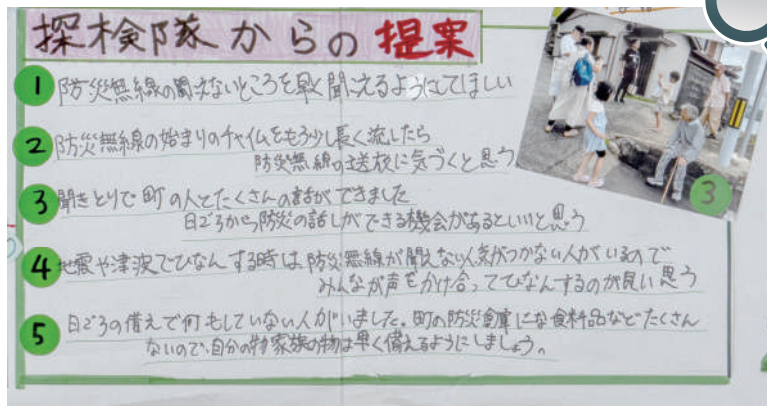 探検隊からの提案
1 防災無線の聞えないところを早く聞こえるようにしてほしい
2 防災無線の始まりのチャイムをもう少し長く流したら
防災無線の送放に気づくと思う
3 聞きとりで町の人とたくさんの話ができました
日ごろから防災の話しができる機会があるといいと思う
4 地震や津波でひなんする時は防災無線が聞えない人気がつかない人がいるので
みんなが声をかけ合ってひなんするのが良い思う
5 日ごろの備えで何もしていない人がいました。町の防災倉庫には食料品などたくさん
ないので、自分の物家族の物は早く備えるようにしましょう。
3